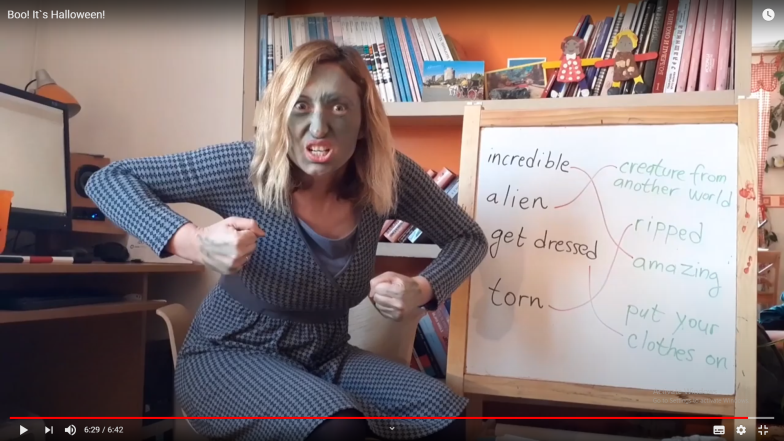 Boo! It`s Halloween!
incredible
alien
get dressed
torn
creature from
another world
ripped
amazing
put your
clothes on
6:29 / 6:42